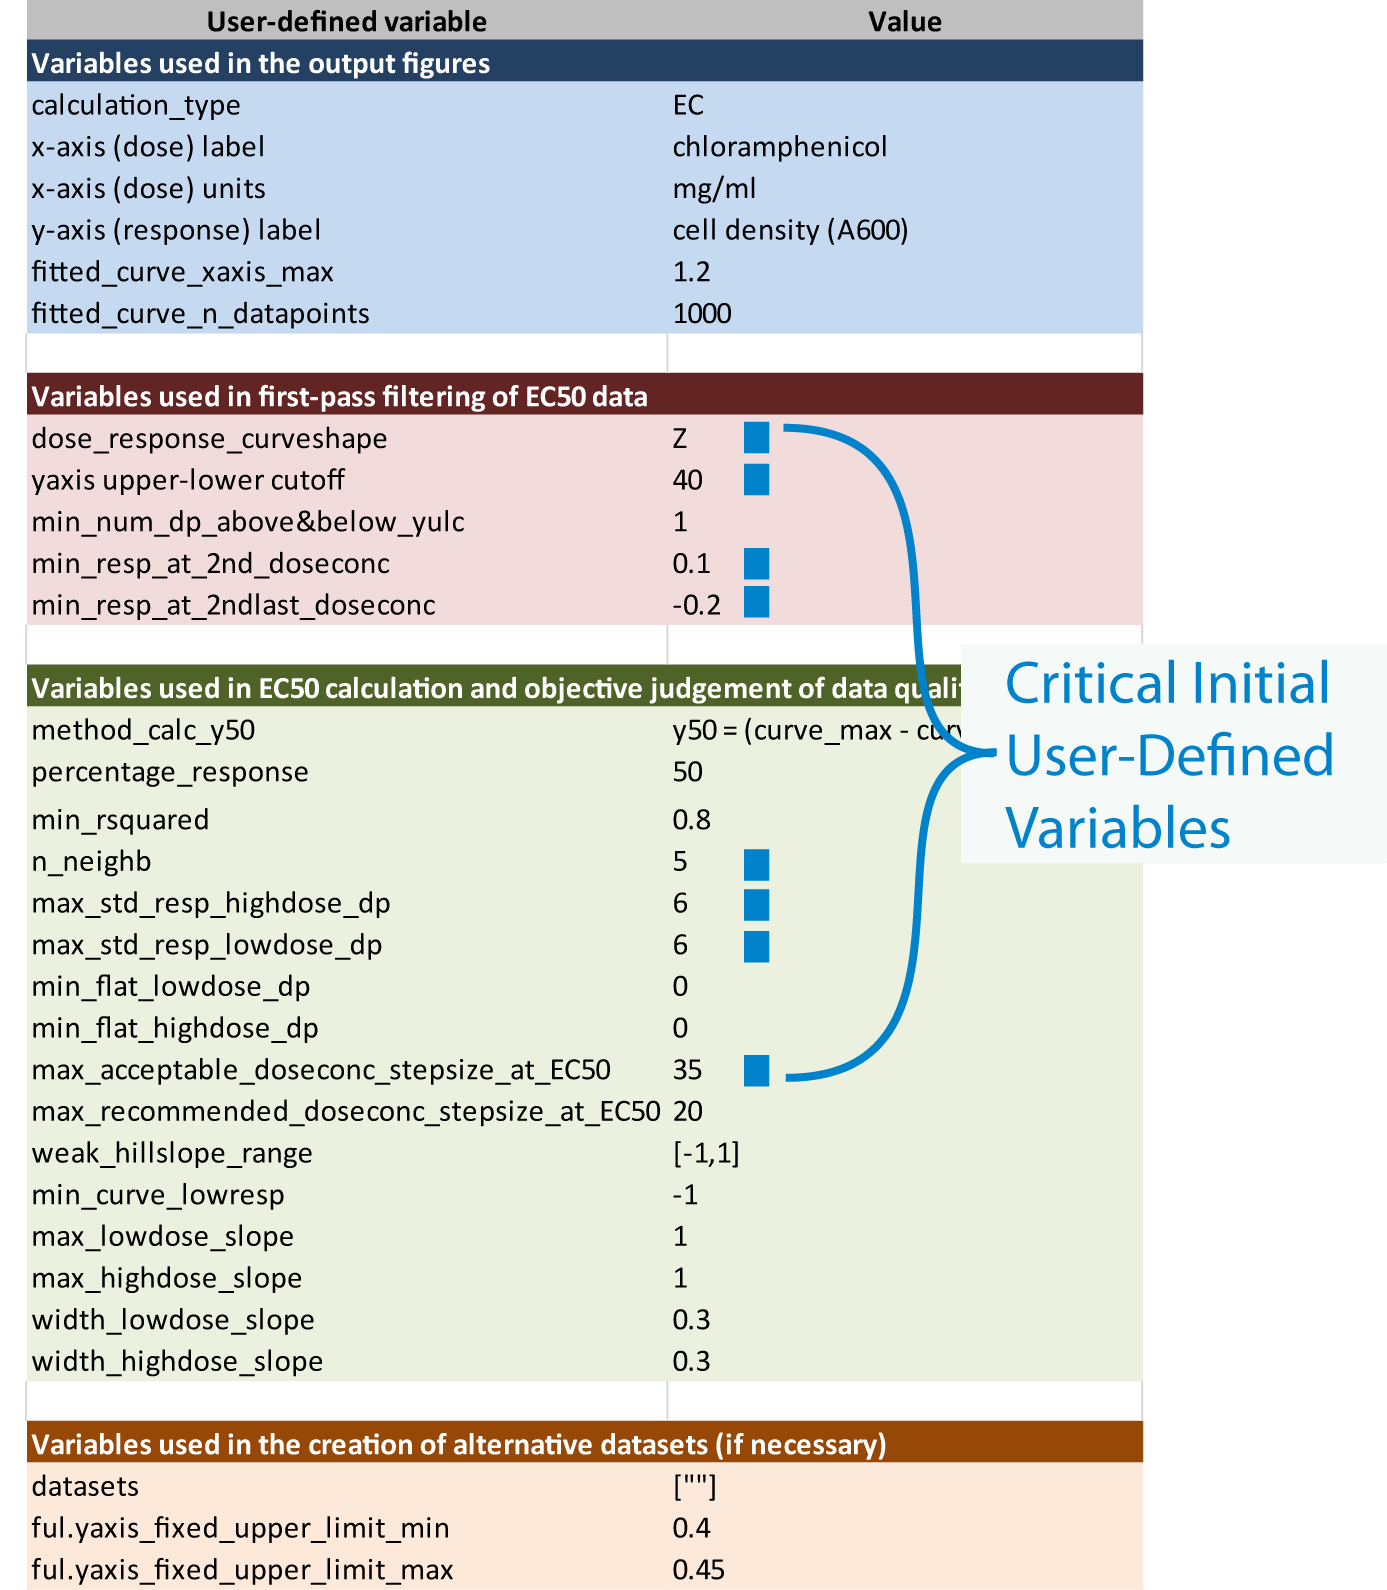 User-defined variable Value
Variables used in the output figures
calculation_type EC
x-axis (dose) label chloramphenicol
x-axis (dose) units mg/ml
y-axis (response) label cell density (A600)
fitted_curve_xaxis_max 1.2
fitted_curve_n_datapoints 1000
Variables used in first-pass filtering of EC50 data
dose_response_curveshape Z
yaxis upper-lower cutoff 40
min_num_dp_above&below_yulc 1
min_resp_at_2nd_doseconc 0.1
min_resp_at_2ndlast_doseconc -0.2
Variables used in EC50 calculation and objective judgement of data
method_calc_y50 y50 = (curve_max -
percentage_response 50
min_rsquared 0.8
n_neighb 5
max_std_resp_highdose_dp 6
max_std_resp_lowdose_dp 6
min_flat_lowdose_dp 0
min_flat_highdose_dp 0
max_acceptable_doseconc_stepsize_at_EC50 35
max_recommended_doseconc_stepsize_at_EC50 20
weak_hillslope_range [-1,1]
min_curve_lowresp -1
max_lowdose_slope 1
max_highdose_slope 1
width_lowdose_slope 0.3
width_highdose_slope 0.3
Variables used in the creation of alternative datasets (if necessary)
datasets [""]
ful.yaxis_fixed_upper_limit_min 0.4
ful.yaxis_fixed_upper_limit_max 0.45
Critical Initial
User-Defined
Variables